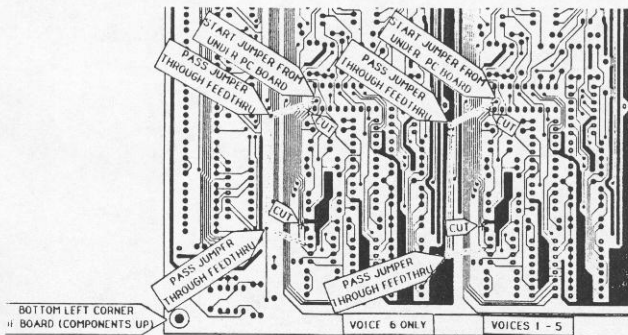 START JUMPER FROM
UNDER PC BOARD
PASS JUMPER
THROUGH FEEDTHRU
CUT
CUT
PASS JUMPER
THROUGH FEEDTHRU
START JUMPER FROM
UNDER PC BOARD
PASS JUMPER
THROUGH FEEDTHRU
CUT
CUT
PASS JUMPER
THROUGH FEEDTHRU
BOTTOM LEFT CORNER
BOARD (COMPONENTS UP)
VOICE 6 ONLY
VOICES 1 - 5